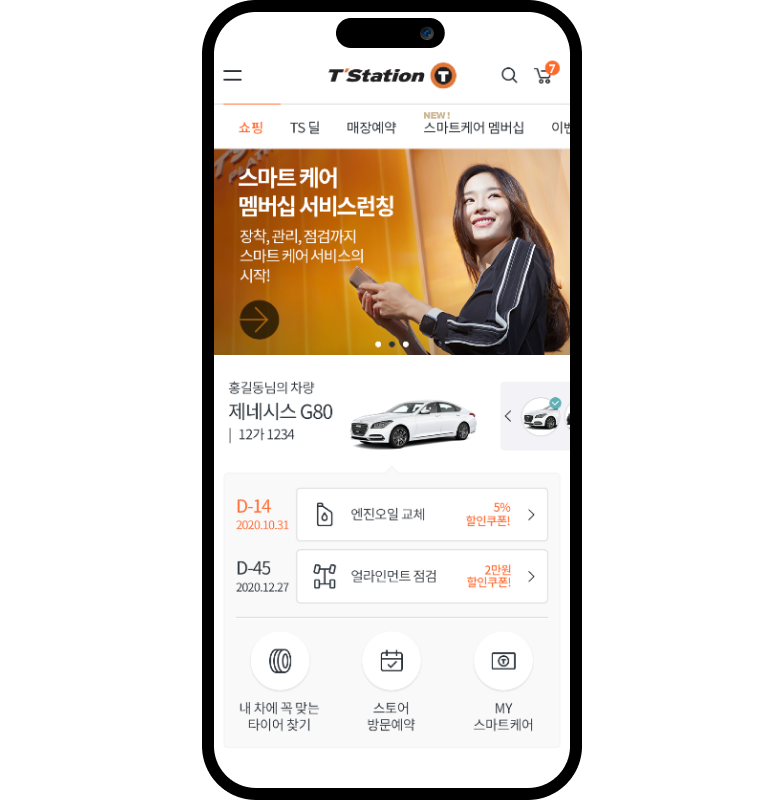 T'Station T
7
쇼핑 TS 딜 매장예약 NEW! 스마트케어 멤버십 이벤
스마트 케어
멤버십 서비스런칭
장착, 관리, 점검까지
스마트 케어 서비스의
시작!
홍길동님의 차량
제네시스 G80
| 12가 1234
D-14
2020.10.31
엔진오일 교체
5%
할인쿠폰!
D-45
2020.12.27
얼라인먼트 점검
2만원
할인쿠폰!
내 차에 꼭 맞는
타이어 찾기
스토어
방문예약
MY
스마트케어